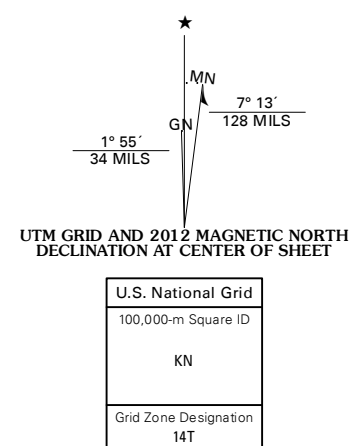 ★
MN
7° 13´
128 MILS
GN
1° 55´
34 MILS
UTM GRID AND 2012 MAGNETIC NORTH
DECLINATION AT CENTER OF SHEET
U.S. National Grid
100,000-m Square ID
KN
Grid Zone Designation
14T